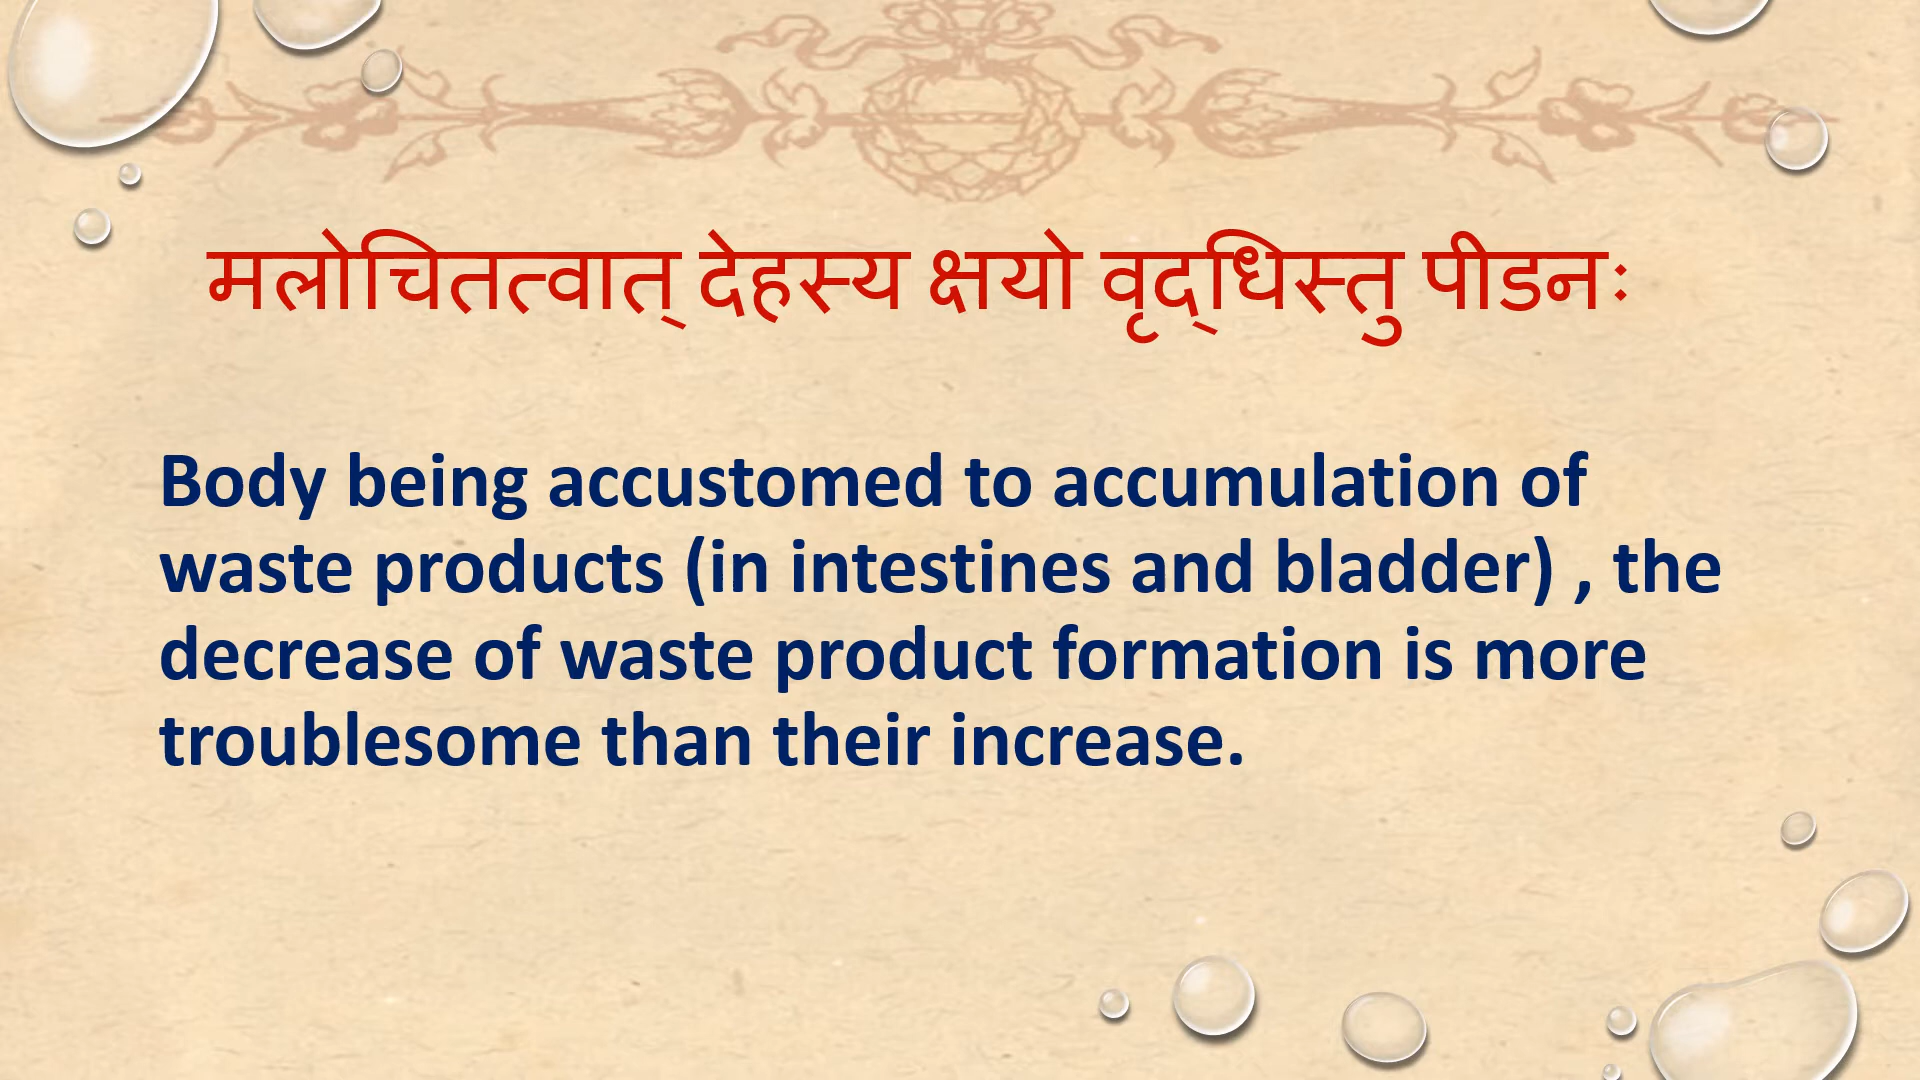 मलोचितत्वात् देहस्य क्षयो वृद्‌धिस्तु पीडनः
Body being accustomed to accumulation of
waste products (in intestines and bladder) , the
decrease of waste product formation is more
troublesome than their increase.